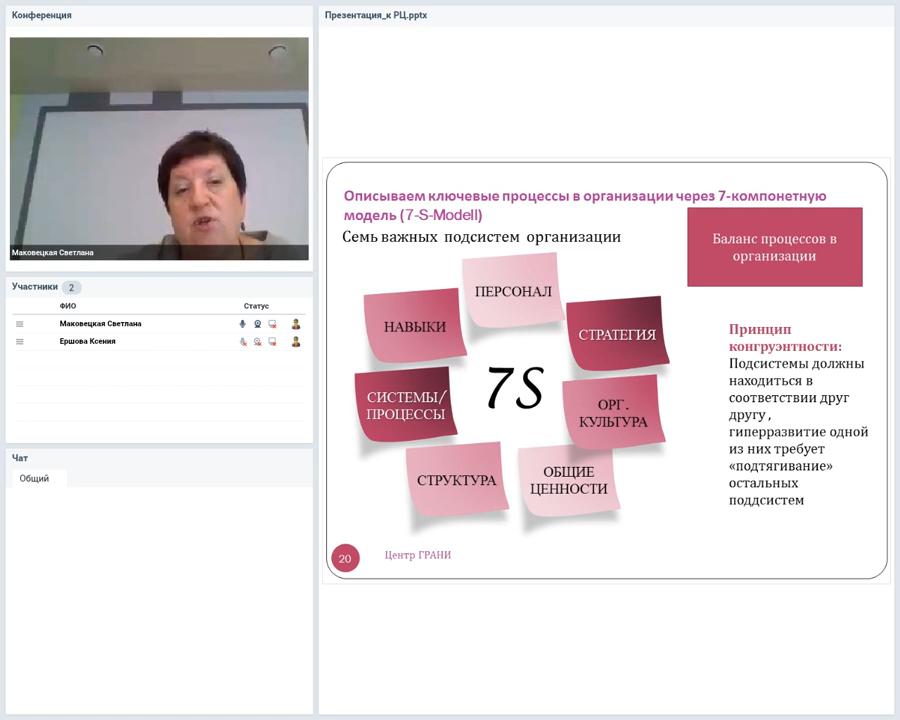 Конференция
Маковецкая Светлана
Участники 2
ФИО Статус
Маковецкая Светлана
Ершова Ксения
Чат
Общий
Презентация_к РЦ.pptx
Описываем ключевые процессы в организации через 7-компонетную
модель (7-S-Modell)
Семь важных подсистем организации
Баланс процессов в
организации
ПЕРСОНАЛ
НАВЫКИ
СТРАТЕГИЯ
7S
СИСТЕМЫ/
ПРОЦЕССЫ
ОРГ.
КУЛЬТУРА
СТРУКТУРА
ОБЩИЕ
ЦЕННОСТИ
Принцип
конгруэнтности:
Подсистемы должны
находиться в
соответствии друг
другу ,
гиперразвитие одной
из них требует
«подтягивание»
остальных
поддсистем
20
Центр ГРАНИ